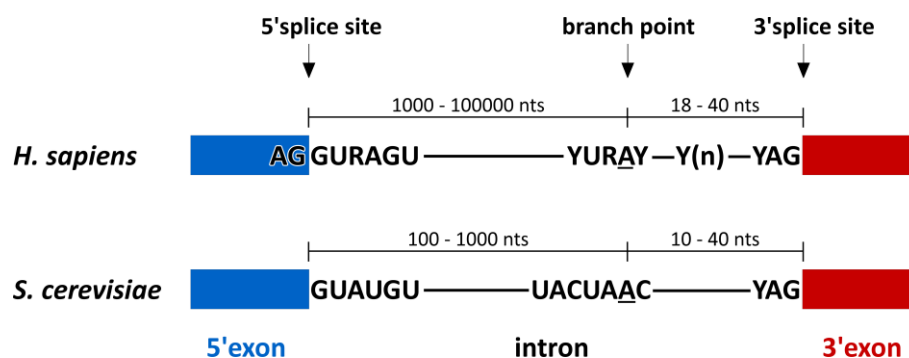 5'splice site branch point 3'splice site
1000 - 100000 nts 18 - 40 nts
H. sapiens AG GURAGU YURAY Y(n) YAG
100 - 1000 nts 10 - 40 nts
S. cerevisiae GUAUGU UACUAAC YAG
5'exon intron 3'exon